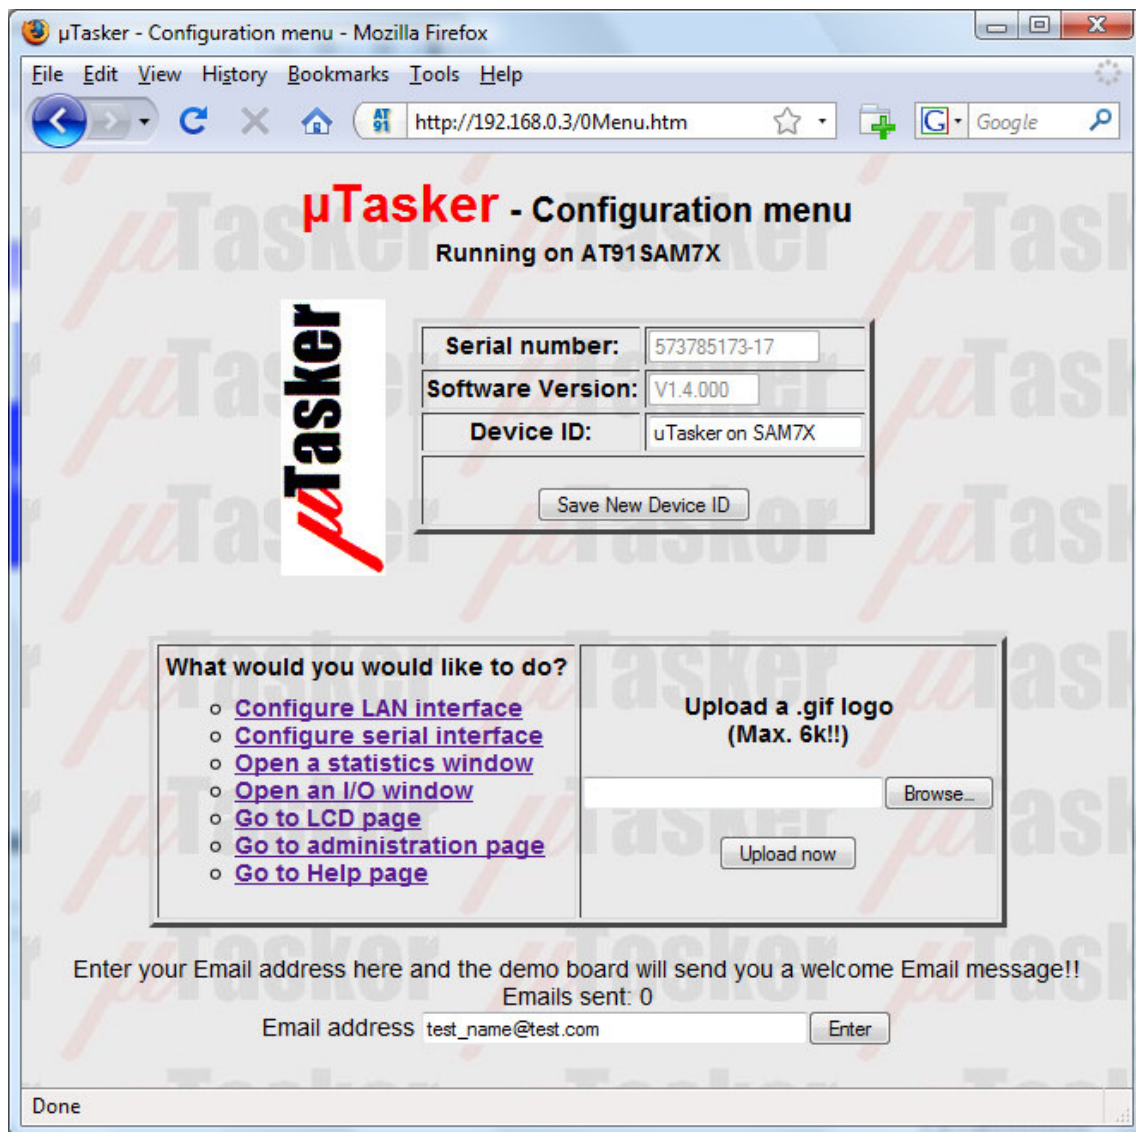 µTasker - Configuration menu - Mozilla Firefox
File Edit View History Bookmarks Tools Help
AT91 http://192.168.0.3/0Menu.htm G Google
µTasker - Configuration menu
Running on AT91SAM7X
µTasker
Serial number: 573785173-17
Software Version: V1.4.000
Device ID: uTasker on SAM7X
Save New Device ID
What would you would like to do?
Configure LAN interface
Configure serial interface
Open a statistics window
Open an I/O window
Go to LCD page
Go to administration page
Go to Help page
Upload a .gif logo
(Max. 6k!!)
Browse...
Upload now
Enter your Email address here and the demo board will send you a welcome Email message!!
Emails sent: 0
Email address test_name@test.com Enter
Done